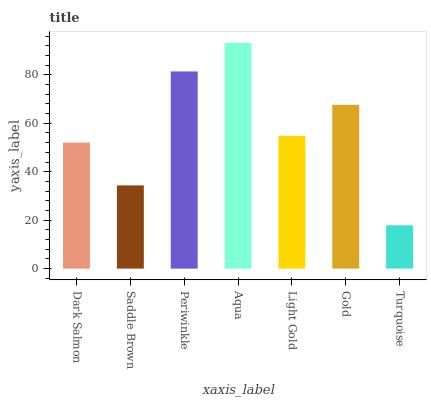 title
yaxis_label
80
60
40
20
0
Dark Salmon
Saddle Brown
Periwinkle
Aqua
Light Gold
Gold
Turquoise
xaxis_label